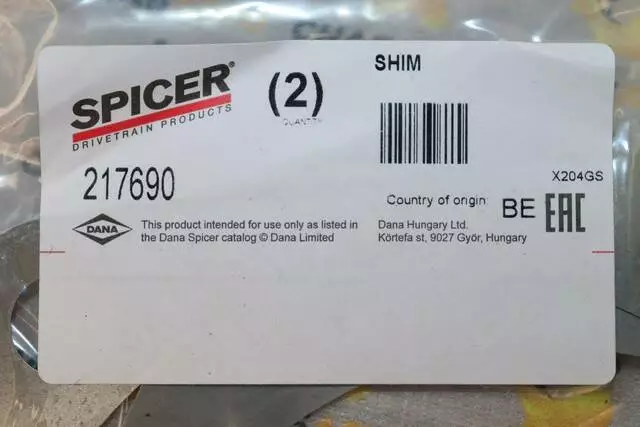 SPICER®
DRIVETRAIN PRODUCTS
(2)
QUANTITY
SHIM
217690
X204GS
Country of origin BE
EAC
DANA
This product intended for use only as listed in
the Dana Spicer catalog © Dana Limited
Dana Hungary Ltd.
Körtefa st, 9027 Győr, Hungary